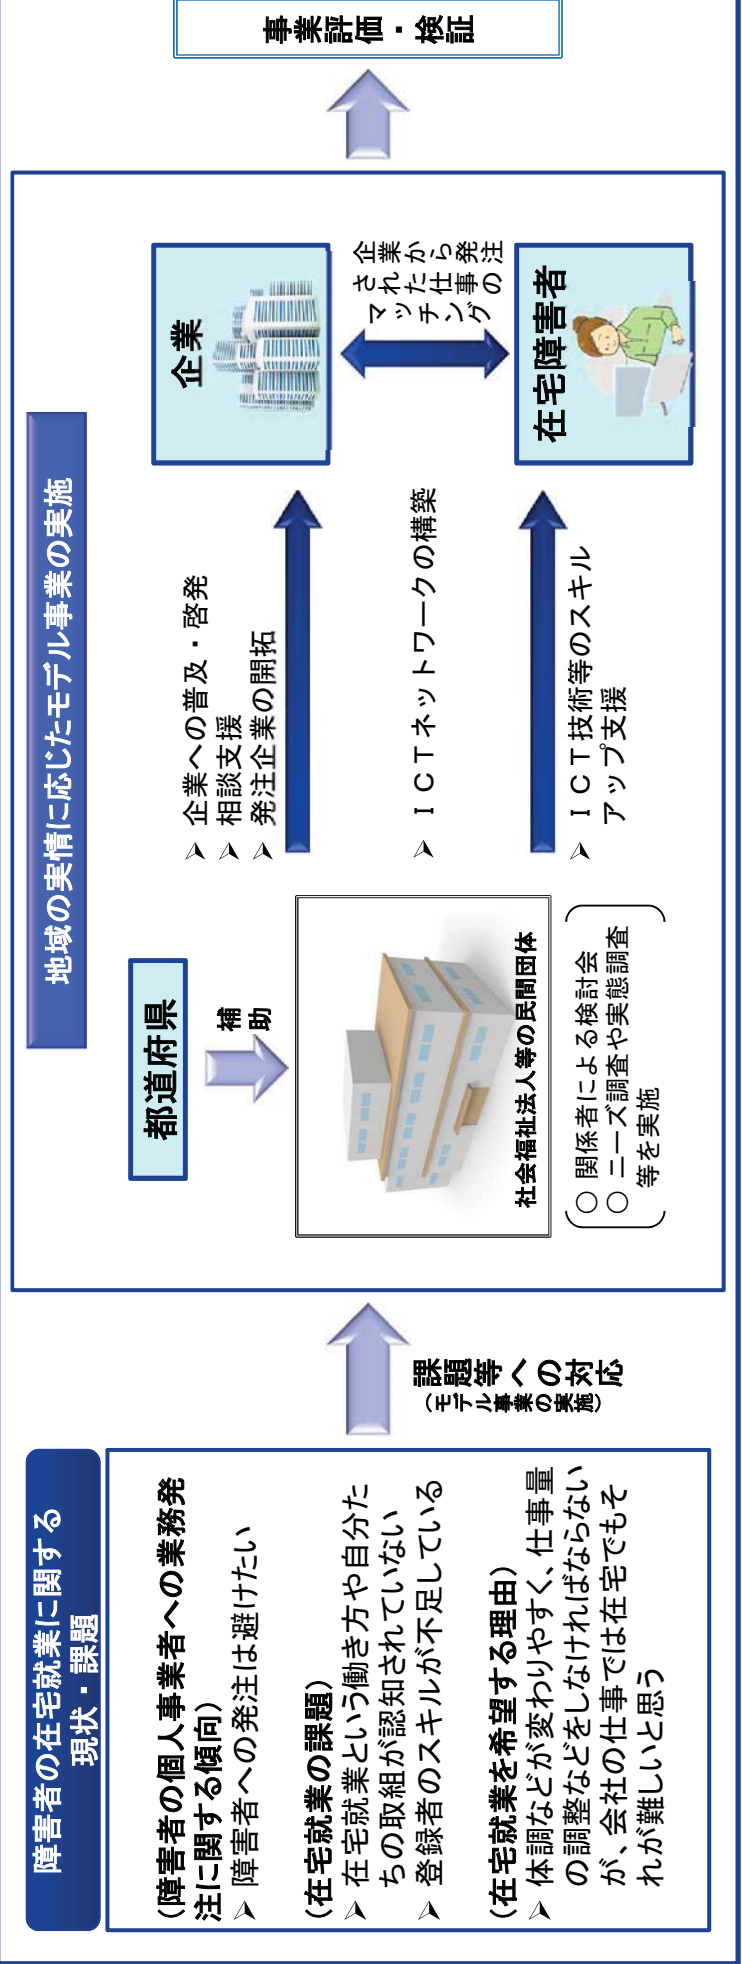 障害者の在宅就業に関する
現状・課題
（障害者の個人事業者への業務発
注に関する傾向）
➢ 障害者への発注は避けたい
（在宅就業の課題）
➢ 在宅就業という働き方や自分た
ちの取組が認知されていない
➢ 登録者のスキルが不足している
（在宅就業を希望する理由）
➢ 体調などが変わりやすく、仕事量
の調整などをしなければならない
が、会社の仕事では在宅でもそ
れが難しいと思う
課題等への対応
（モデル事業の実施）
地域の実情に応じたモデル事業の実施
都道府県
補
助
社会福祉法人等の民間団体
○ 関係者による検討会
○ ニーズ調査や実態調査
等を実施
➢ 企業への普及・啓発
➢ 相談支援
➢ 発注企業の開拓
➢ ＩＣＴネットワークの構築
➢ ＩＣＴ技術等のスキル
アップ支援
企業
企業から発注
された仕事の
マッチング
在宅障害者
事業評価・検証